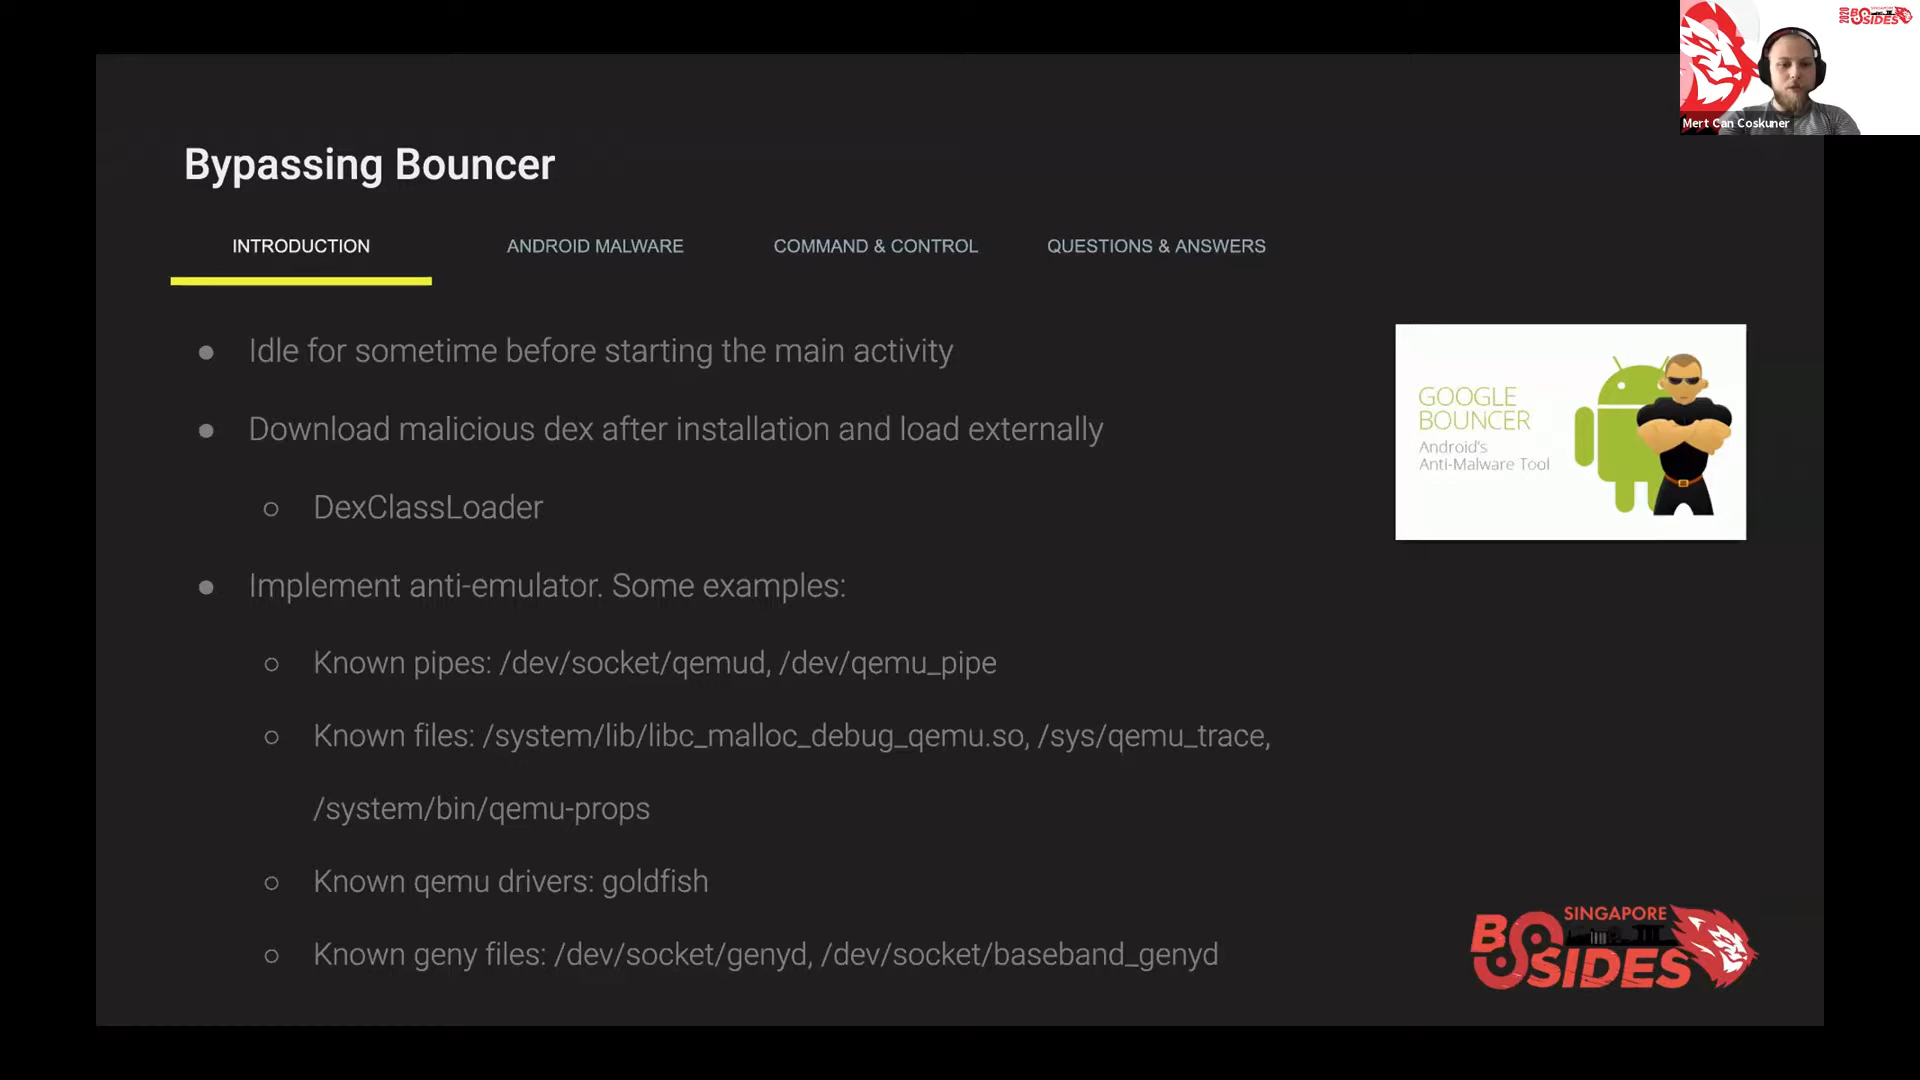 2020 SINGAPORE
BSIDES
Mert Can Coskuner
Bypassing Bouncer
INTRODUCTION ANDROID MALWARE COMMAND & CONTROL QUESTIONS & ANSWERS
● Idle for sometime before starting the main activity
● Download malicious dex after installation and load externally
○ DexClassLoader
● Implement anti-emulator. Some examples:
○ Known pipes: /dev/socket/qemud, /dev/qemu_pipe
○ Known files: /system/lib/libc_malloc_debug_qemu.so, /sys/qemu_trace,
/system/bin/qemu-props
○ Known qemu drivers: goldfish
○ Known geny files: /dev/socket/genyd, /dev/socket/baseband_genyd
GOOGLE
BOUNCER
Android's
Anti-Malware Tool
SINGAPORE
BSIDES